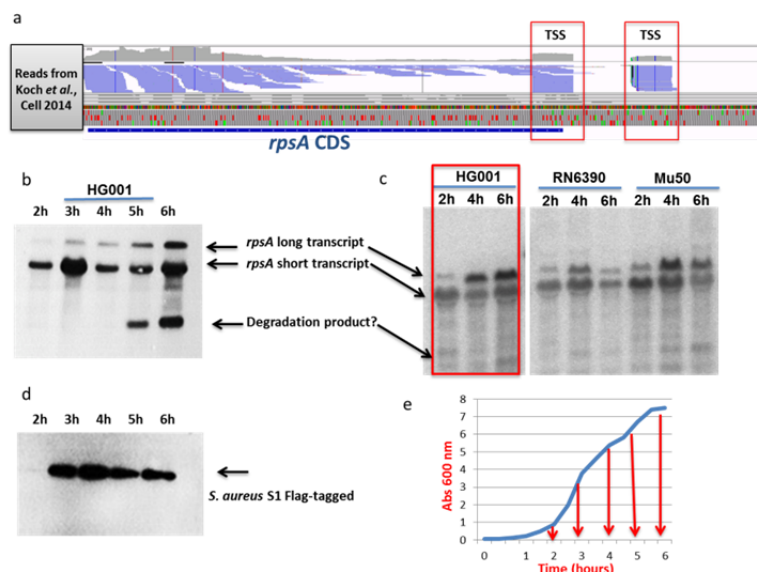 a
TSS
TSS
Reads from
Koch et al.,
Cell 2014
rpsA CDS
b
HG001
2h 3h 4h 5h 6h
rpsA long transcript
rpsA short transcript
Degradation product?
c
HG001 RN6390 Mu50
2h 4h 6h 2h 4h 6h 2h 4h 6h
d
2h 3h 4h 5h 6h
S. aureus S1 Flag-tagged
e
Abs 600 nm
8
7
6
5
4
3
2
1
0
0 1 2 3 4 5 6
Time (hours)